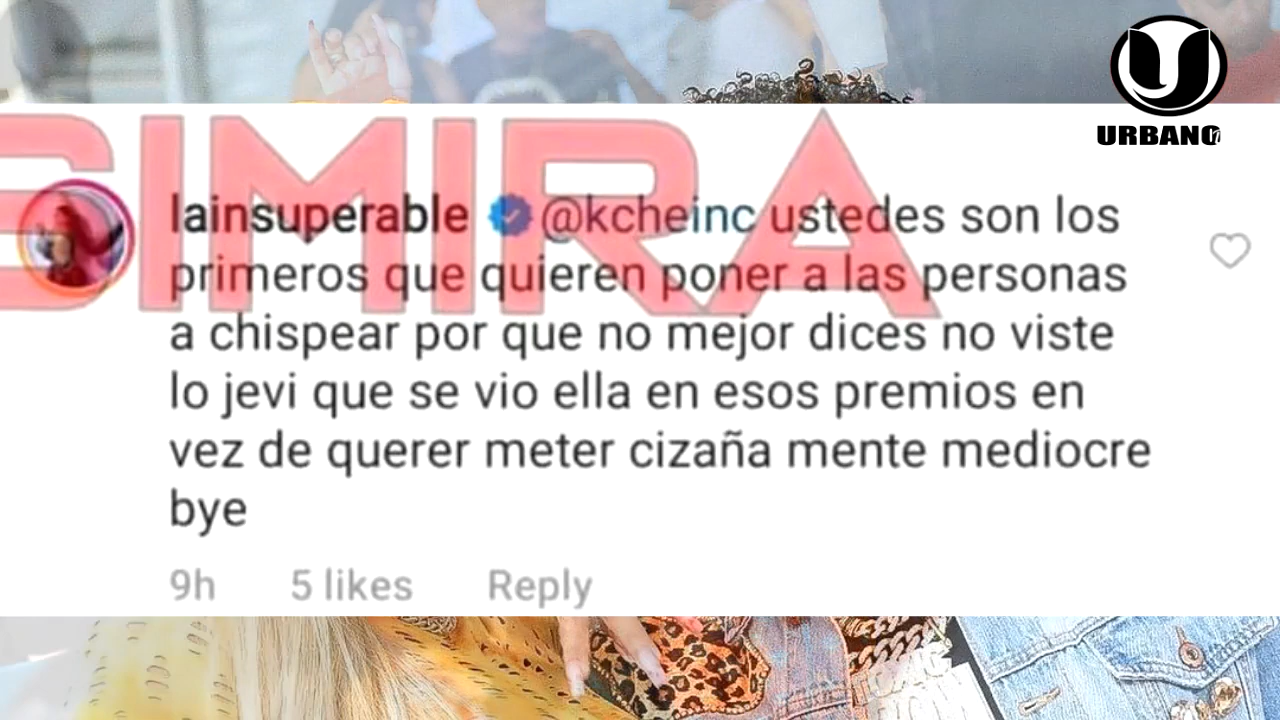 URBANO
SIMIRA
lainsuperable @kcheinc ustedes son los
primeros que quieren poner a las personas
a chispear por que no mejor dices no viste
lo jevi que se vio ella en esos premios en
vez de querer meter cizaña mente mediocre
bye
9h 5 likes Reply